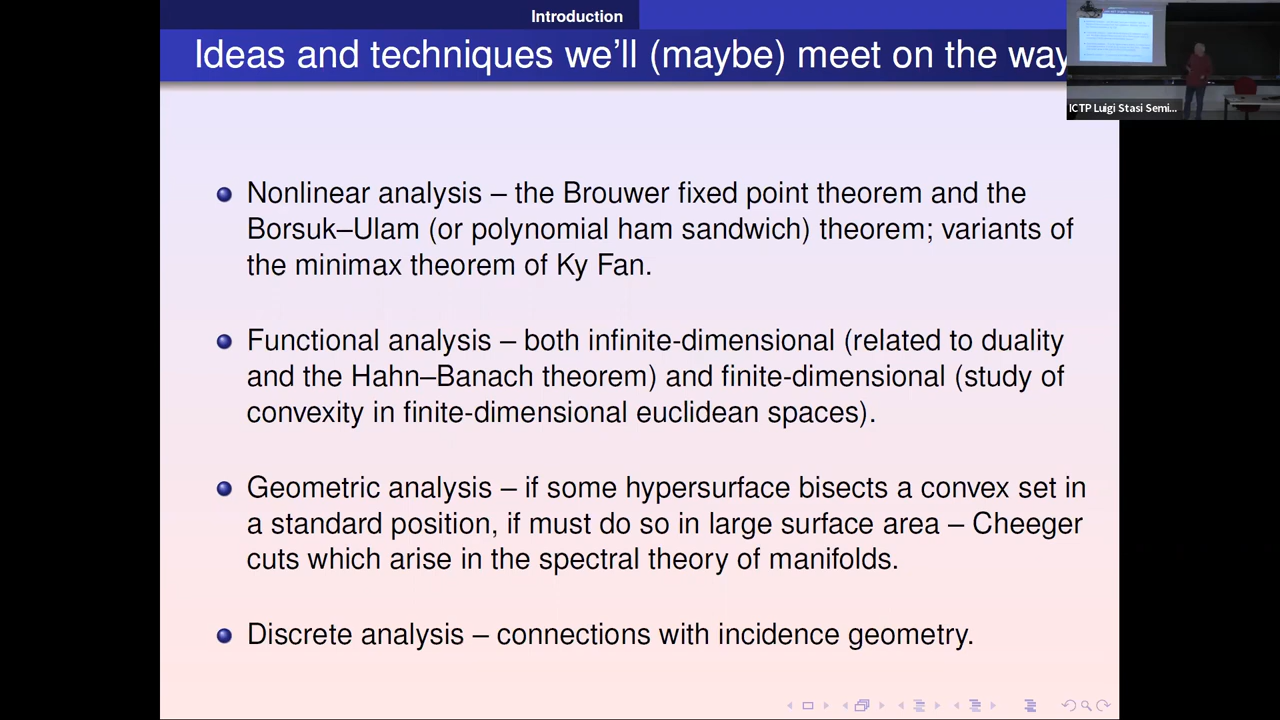 Introduction
Ideas and techniques we'll (maybe) meet on the way
ICTP Luigi Stasi Semi...
Nonlinear analysis – the Brouwer fixed point theorem and the
Borsuk–Ulam (or polynomial ham sandwich) theorem; variants of
the minimax theorem of Ky Fan.
Functional analysis – both infinite-dimensional (related to duality
and the Hahn–Banach theorem) and finite-dimensional (study of
convexity in finite-dimensional euclidean spaces).
Geometric analysis – if some hypersurface bisects a convex set in
a standard position, if must do so in large surface area – Cheeger
cuts which arise in the spectral theory of manifolds.
Discrete analysis – connections with incidence geometry.